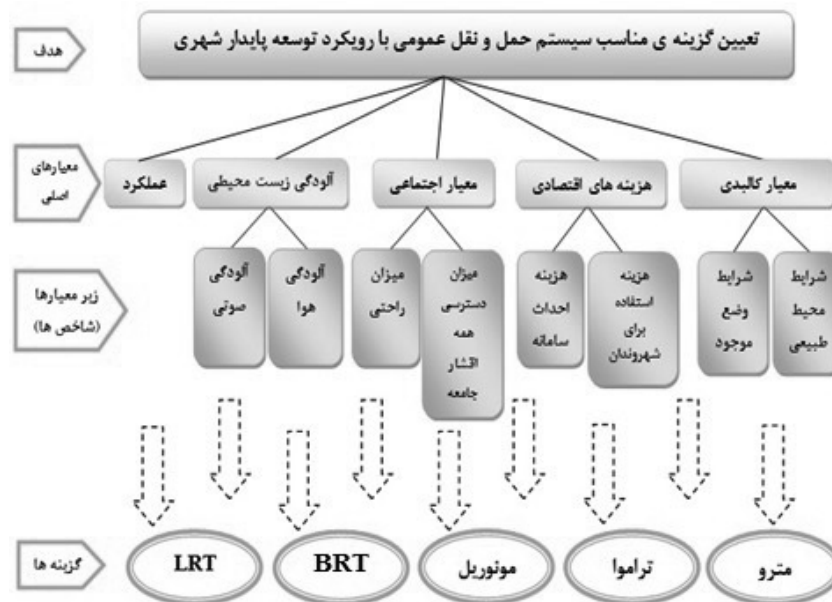 هدف
تعیین گزینه ی مناسب سیستم حمل و نقل عمومی با رویکرد توسعه پایدار شهری
معیارهای
اصلی
معیار کالبدی
هزینه های اقتصادی
معیار اجتماعی
آلودگی زیست محیطی
عملکرد
زیر معیارها
(شاخص ها)
شرایط
محیط
طبیعی
شرایط
وضع
موجود
هزینه
استفاده
برای
شهروندان
هزینه
احداث
سامانه
میزان
دسترسی
همه
اقشار
جامعه
میزان
راحتی
آلودگی
هوا
آلودگی
صوتی
گزینه ها
مترو
تراموا
مونوریل
BRT
LRT